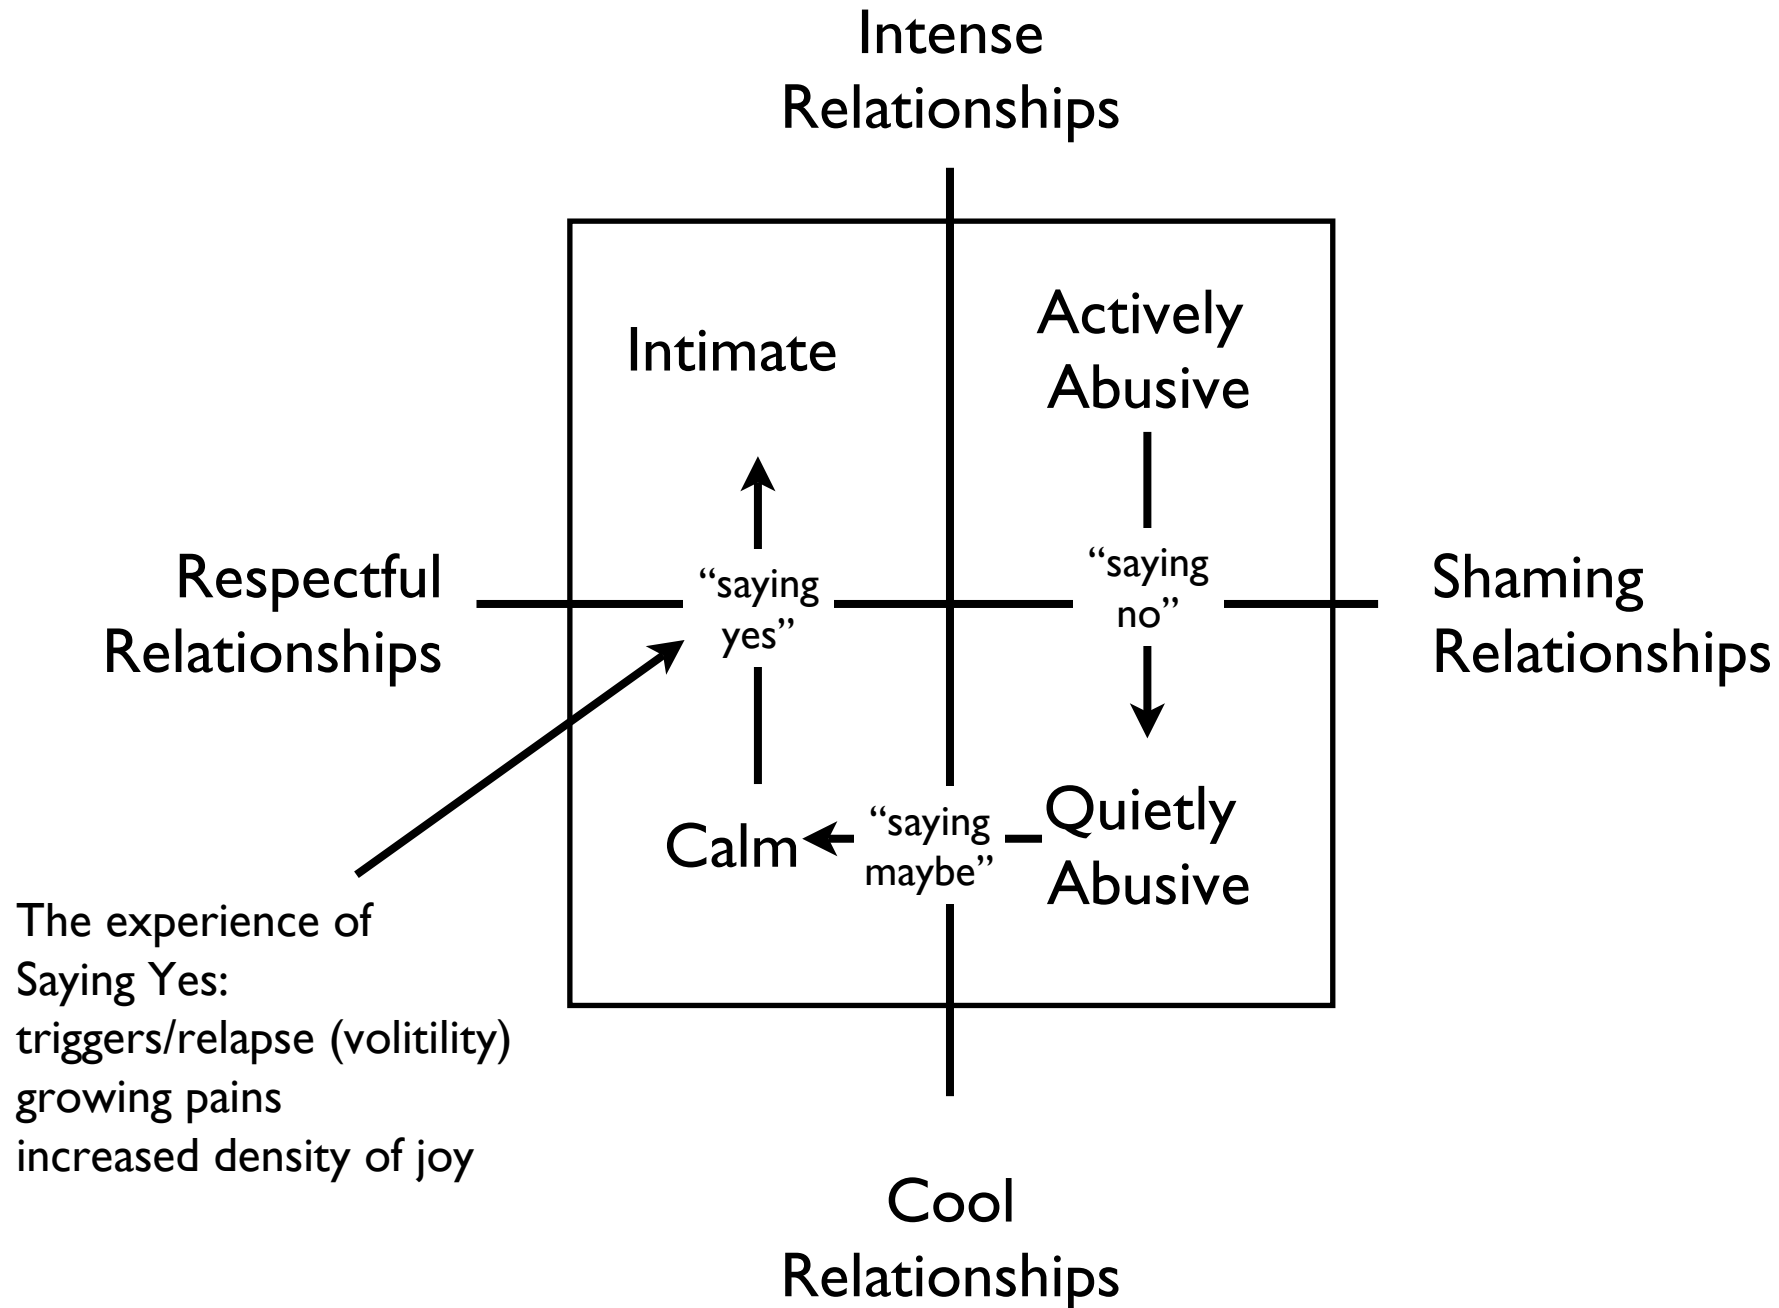 Intense
Relationships
Intimate
Actively
Abusive
Respectful
Relationships
“saying
yes”
“saying
no”
Shaming
Relationships
Calm
“saying
maybe”
Quietly
Abusive
The experience of
Saying Yes:
triggers/relapse (volitility)
growing pains
increased density of joy
Cool
Relationships